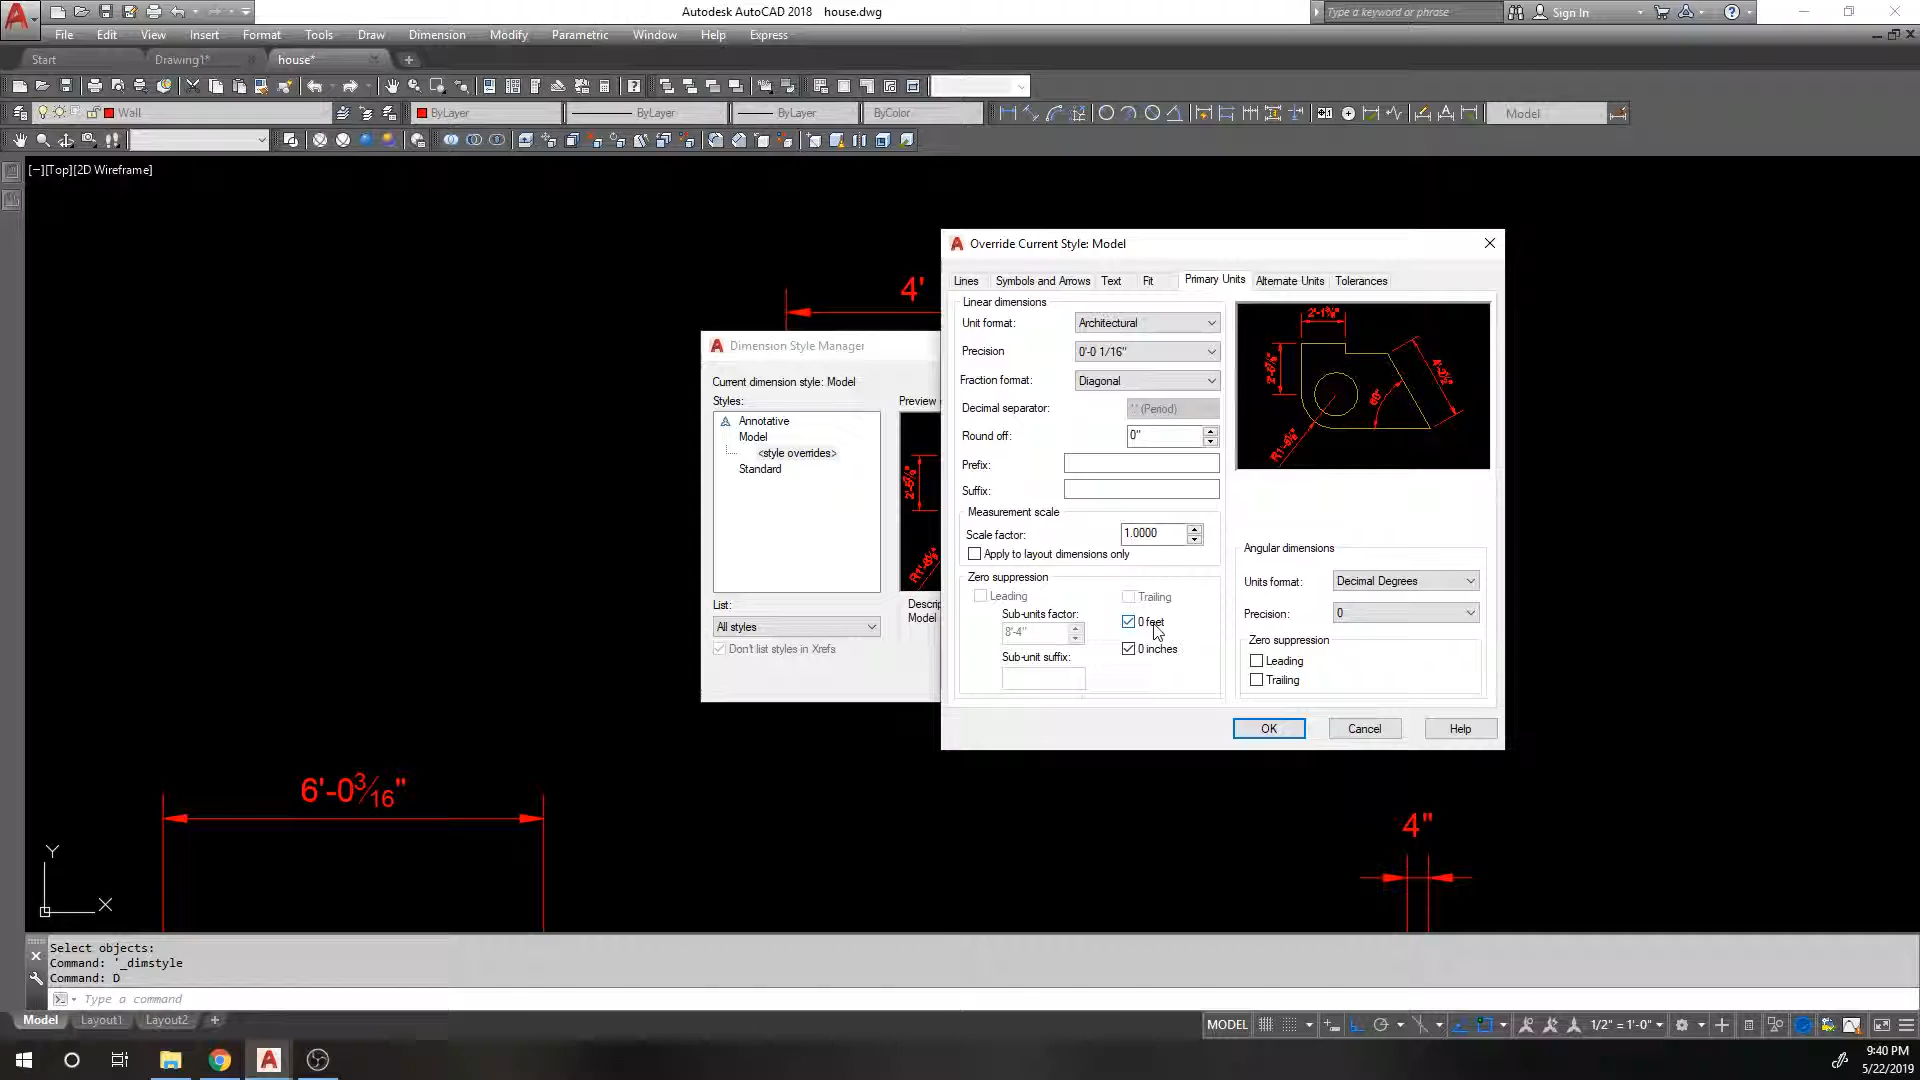 Autodesk AutoCAD 2018 house.dwg
Type a keyword or phrase
Sign In
File Edit View Insert Format Tools Draw Dimension Modify Parametric Window Help Express
Start Drawing1* house*
Wall ByLayer ByLayer ByLayer ByColor Model
[−][Top][2D Wireframe]
4'
Dimension Style Manager
Current dimension style: Model
Styles: Preview
Annotative
Model
<style overrides>
Standard
List: Descrip
All styles Model
Don't list styles in Xrefs
Override Current Style: Model
Lines Symbols and Arrows Text Fit Primary Units Alternate Units Tolerances
Linear dimensions
Unit format: Architectural
Precision 0'-0 1/16"
Fraction format: Diagonal
Decimal separator: '.' (Period)
Round off: 0"
Prefix:
Suffix:
Measurement scale
Scale factor: 1.0000
Apply to layout dimensions only
Zero suppression
Leading Trailing
Sub-units factor: 0 feet
8'-4"
Sub-unit suffix: 0 inches
60°
Angular dimensions
Units format: Decimal Degrees
Precision: 0
Zero suppression
Leading
Trailing
OK Cancel Help
6'-03⁄16"
4"
Y
X
Select objects:
Command: '_dimstyle
Command: D
Type a command
Model Layout1 Layout2 +
MODEL 1/2" = 1'-0"
9:40 PM
5/22/2019